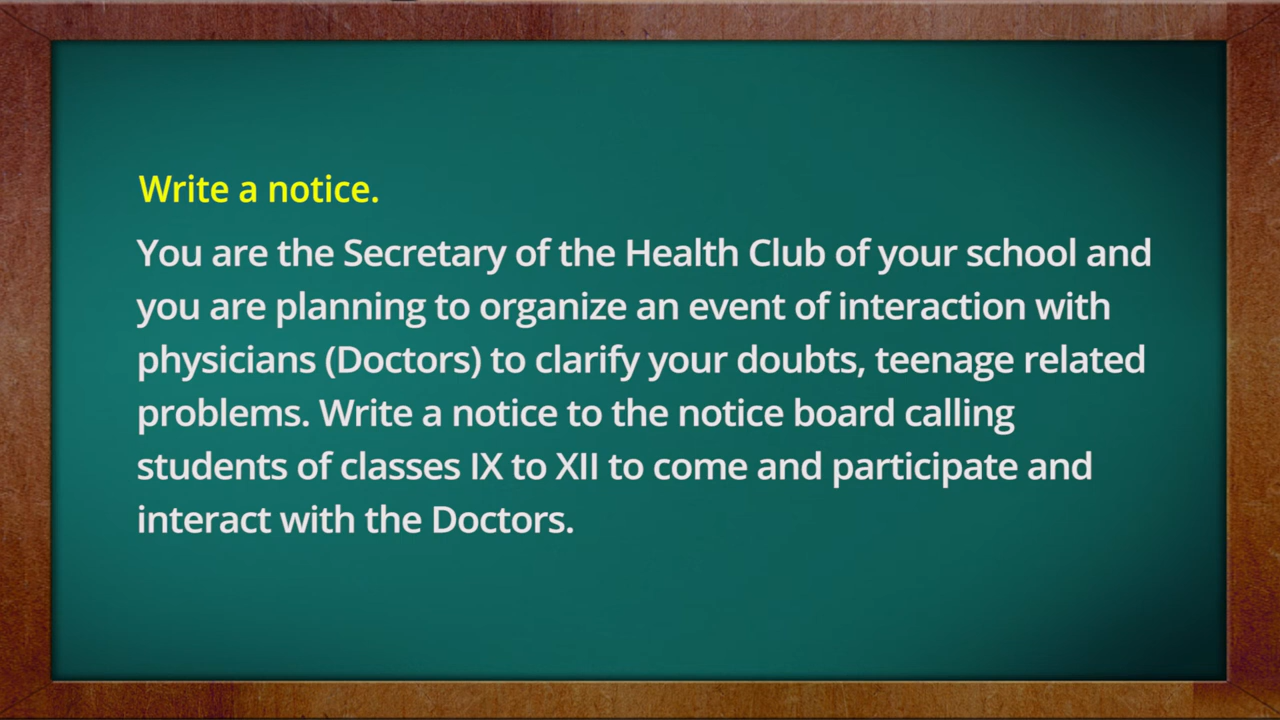 Write a notice.
You are the Secretary of the Health Club of your school and
you are planning to organize an event of interaction with
physicians (Doctors) to clarify your doubts, teenage related
problems. Write a notice to the notice board calling
students of classes IX to XII to come and participate and
interact with the Doctors.